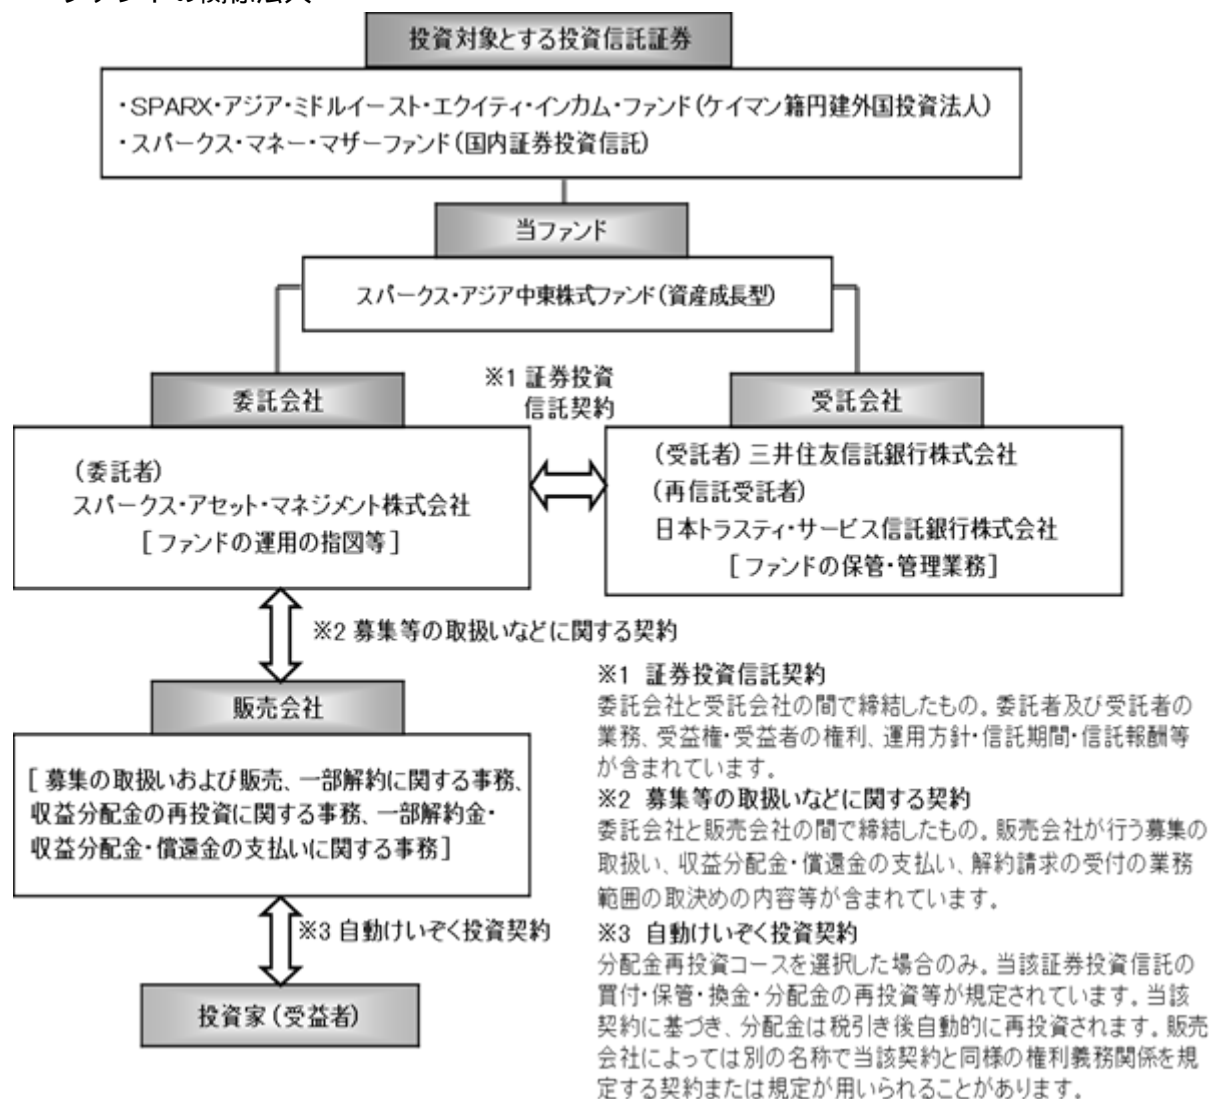 投資対象とする投資信託証券
・SPARX・アジア・ミドルイースト・エクイティ・インカム・ファンド(ケイマン籍円建外国投資法人)
・スパークス・マネー・マザーファンド(国内証券投資信託)
当ファンド
スパークス・アジア中東株式ファンド(資産成長型)
※1 証券投資
信託契約
委託会社
(委託者)
スパークス・アセット・マネジメント株式会社
[ファンドの運用の指図等]
受託会社
(受託者)三井住友信託銀行株式会社
(再信託受託者)
日本トラスティ・サービス信託銀行株式会社
[ファンドの保管・管理業務]
※2 募集等の取扱いなどに関する契約
販売会社
[募集の取扱いおよび販売、一部解約に関する事務、
収益分配金の再投資に関する事務、一部解約金・
収益分配金・償還金の支払いに関する事務]
※3 自動けいぞく投資契約
投資家(受益者)
※1 証券投資信託契約
委託会社と受託会社の間で締結したもの。委託者及び受託者の
業務、受益権・受益者の権利、運用方針・信託期間・信託報酬等
が含まれています。
※2 募集等の取扱いなどに関する契約
委託会社と販売会社の間で締結したもの。販売会社が行う募集の
取扱い、収益分配金・償還金の支払い、解約請求の受付の業務
範囲の取決めの内容等が含まれています。
※3 自動けいぞく投資契約
分配金再投資コースを選択した場合のみ。当該証券投資信託の
買付・保管・換金・分配金の再投資等が規定されています。当該
契約に基づき、分配金は税引き後自動的に再投資されます。販売
会社によっては別の名称で当該契約と同様の権利義務関係を規
定する契約または規定が用いられることがあります。